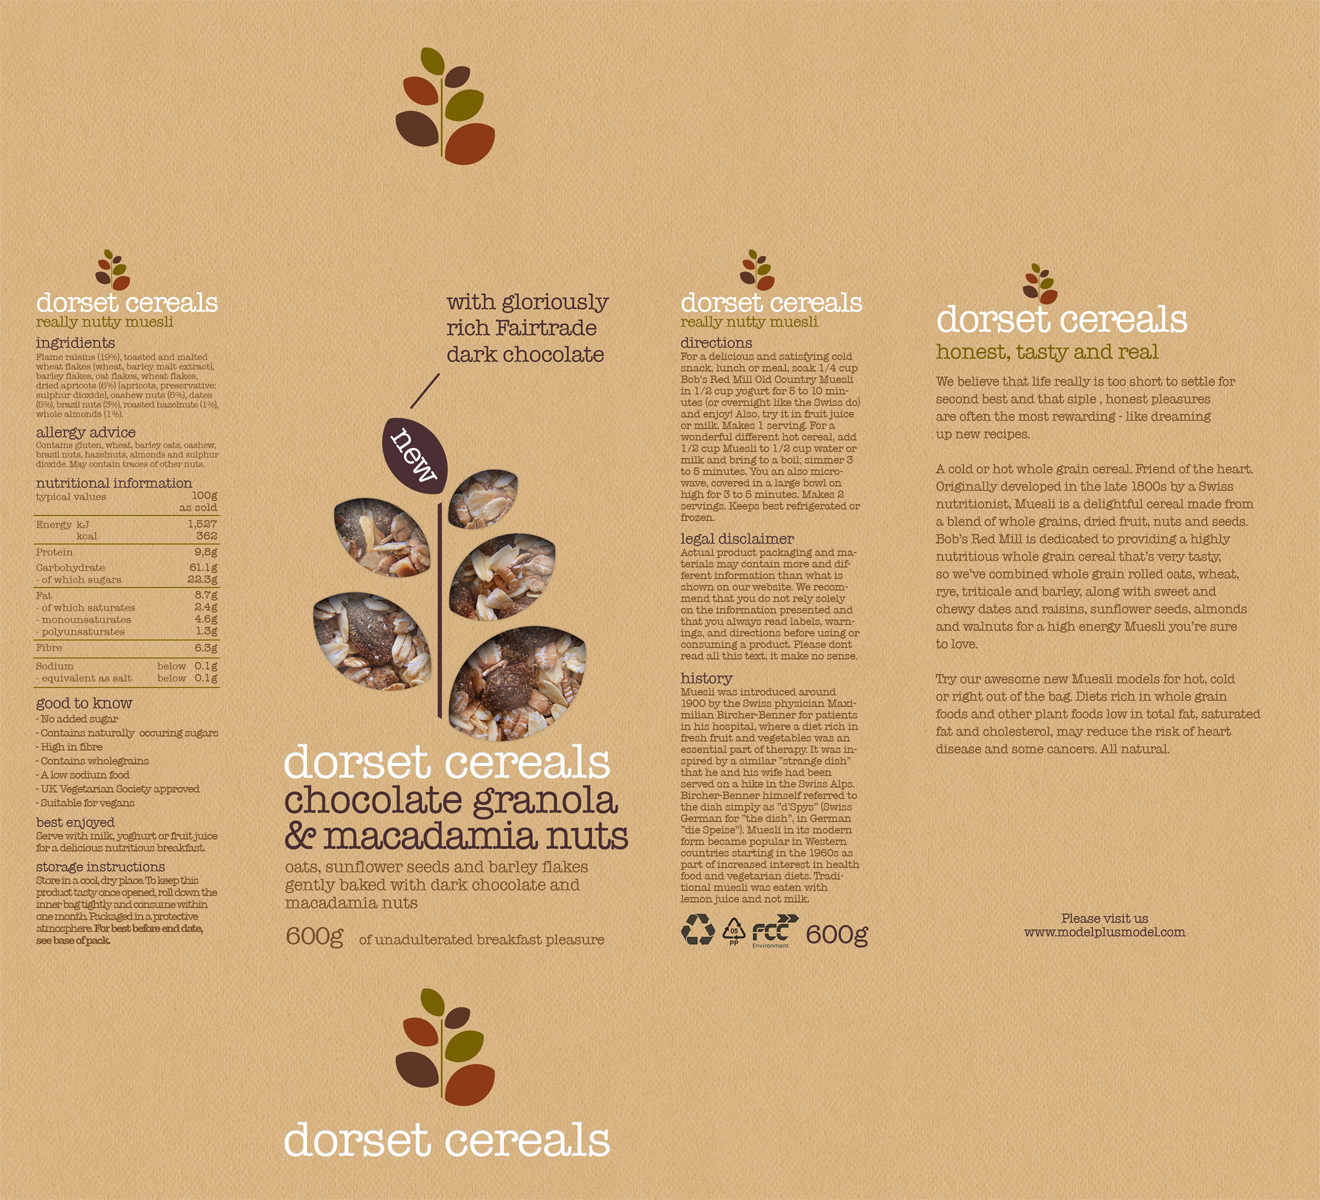 dorset cereals
really nutty muesli
ingridients
Flame raisins (19%), toasted and malted
wheat flakes (wheat, barley malt extract),
barley flakes, oat flakes, wheat flakes,
dried apricots (6%) (apricots, preservative:
sulphur dioxide), cashew nuts (5%), dates
(5%), brazil nuts (3%), roasted hazelnuts (1%),
whole almonds (1%).
allergy advice
Contains gluten, wheat, barley oats, cashew,
brazil nuts, hazelnuts, almonds and sulphur
dioxide. May contain traces of other nuts.
nutritional information
typical values 100g
as sold
Energy kJ 1,527
kcal 362
Protein 9,8g
Carbohydrate 61.1g
- of which sugars 22.3g
Fat 8.7g
- of which saturates 2.4g
- monounsaturates 4.6g
- polyunsaturates 1.3g
Fibre 6.3g
Sodium below 0.1g
- equivalent as salt below 0.1g
good to know
- No added sugar
- Contains naturally occuring sugars
- High in fibre
- Contains wholegrains
- A low sodium food
- UK Vegetarian Society approved
- Suitable for vegans
best enjoyed
Serve with milk, yoghurt or fruit juice
for a delicious nutritious breakfast.
storage instructions
Store in a cool, dry place. To keep this
product tasty once opened, roll down the
inner bag tightly and consume within
one month. Packaged in a protective
atmosphere. For best before end date,
see base of pack.
with gloriously
rich Fairtrade
dark chocolate
new
dorset cereals
chocolate granola
& macadamia nuts
oats, sunflower seeds and barley flakes
gently baked with dark chocolate and
macadamia nuts
600g of unadulterated breakfast pleasure
dorset cereals
dorset cereals
really nutty muesli
directions
For a delicious and satisfying cold
snack, lunch or meal, soak 1/4 cup
Bob's Red Mill Old Country Muesli
in 1/2 cup yogurt for 5 to 10 min-
utes (or overnight like the Swiss do)
and enjoy! Also, try it in fruit juice
or milk. Makes 1 serving. For a
wonderful different hot cereal, add
1/2 cup Muesli to 1/2 cup water or
milk and bring to a boil; simmer 3
to 5 minutes. You an also micro-
wave, covered in a large bowl on
high for 3 to 5 minutes. Makes 2
servings. Keeps best refrigerated or
frozen.
legal disclaimer
Actual product packaging and ma-
terials may contain more and dif-
ferent information than what is
shown on our website. We recom-
mend that you do not rely solely
on the information presented and
that you always read labels, warn-
ings, and directions before using or
consuming a product. Please dont
read all this text, it make no sense.
history
Muesli was introduced around
1900 by the Swiss physician Maxi-
milian Bircher-Benner for patients
in his hospital, where a diet rich in
fresh fruit and vegetables was an
essential part of therapy. It was in-
spired by a similar "strange dish"
that he and his wife had been
served on a hike in the Swiss Alps.
Bircher-Benner himself referred to
the dish simply as "d'Spys" (Swiss
German for "the dish", in German
"die Speise"). Muesli in its modern
form became popular in Western
countries starting in the 1960s as
part of increased interest in health
food and vegetarian diets. Tradi-
tional muesli was eaten with
lemon juice and not milk.
05
PP
FCC
Environment
600g
dorset cereals
honest, tasty and real
We believe that life really is too short to settle for
second best and that siple , honest pleasures
are often the most rewarding - like dreaming
up new recipes.
A cold or hot whole grain cereal. Friend of the heart.
Originally developed in the late 1800s by a Swiss
nutritionist, Muesli is a delightful cereal made from
a blend of whole grains, dried fruit, nuts and seeds.
Bob's Red Mill is dedicated to providing a highly
nutritious whole grain cereal that's very tasty,
so we've combined whole grain rolled oats, wheat,
rye, triticale and barley, along with sweet and
chewy dates and raisins, sunflower seeds, almonds
and walnuts for a high energy Muesli you're sure
to love.
Try our awesome new Muesli models for hot, cold
or right out of the bag. Diets rich in whole grain
foods and other plant foods low in total fat, saturated
fat and cholesterol, may reduce the risk of heart
disease and some cancers. All natural.
Please visit us
www.modelplusmodel.com